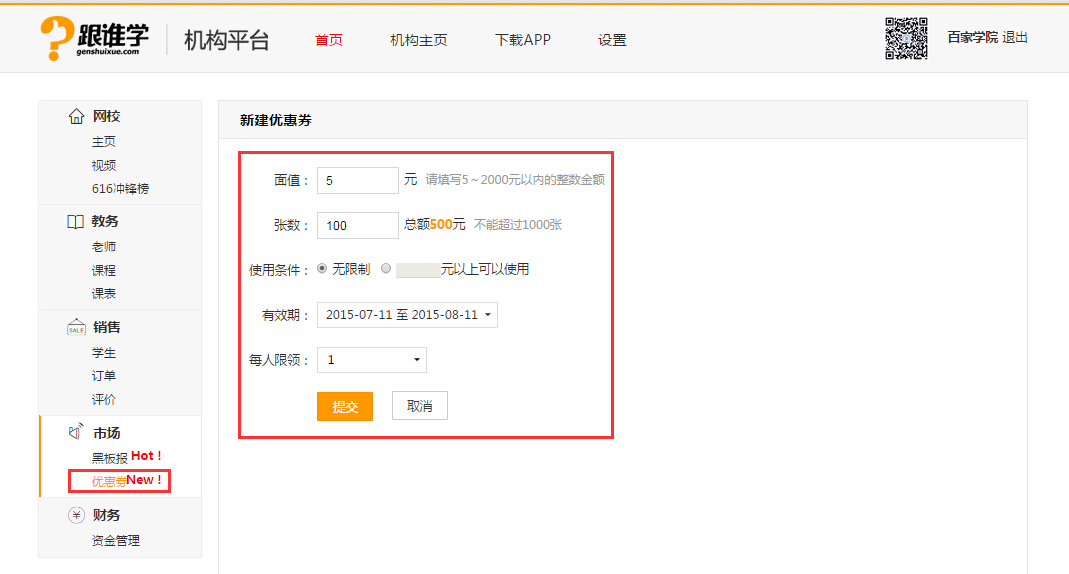 跟谁学
genshuixue.com
机构平台
首页
机构主页
下载APP
设置
百家学院 退出
网校
主页
视频
616冲锋榜
教务
老师
课程
课表
SALE 销售
学生
订单
评价
市场
黑板报 Hot !
优惠券 New !
¥ 财务
资金管理
新建优惠券
面值： 5 元 请填写5～2000元以内的整数金额
张数： 100 总额500元 不能超过1000张
使用条件： 无限制 元以上可以使用
有效期： 2015-07-11 至 2015-08-11
每人限领： 1
提交 取消